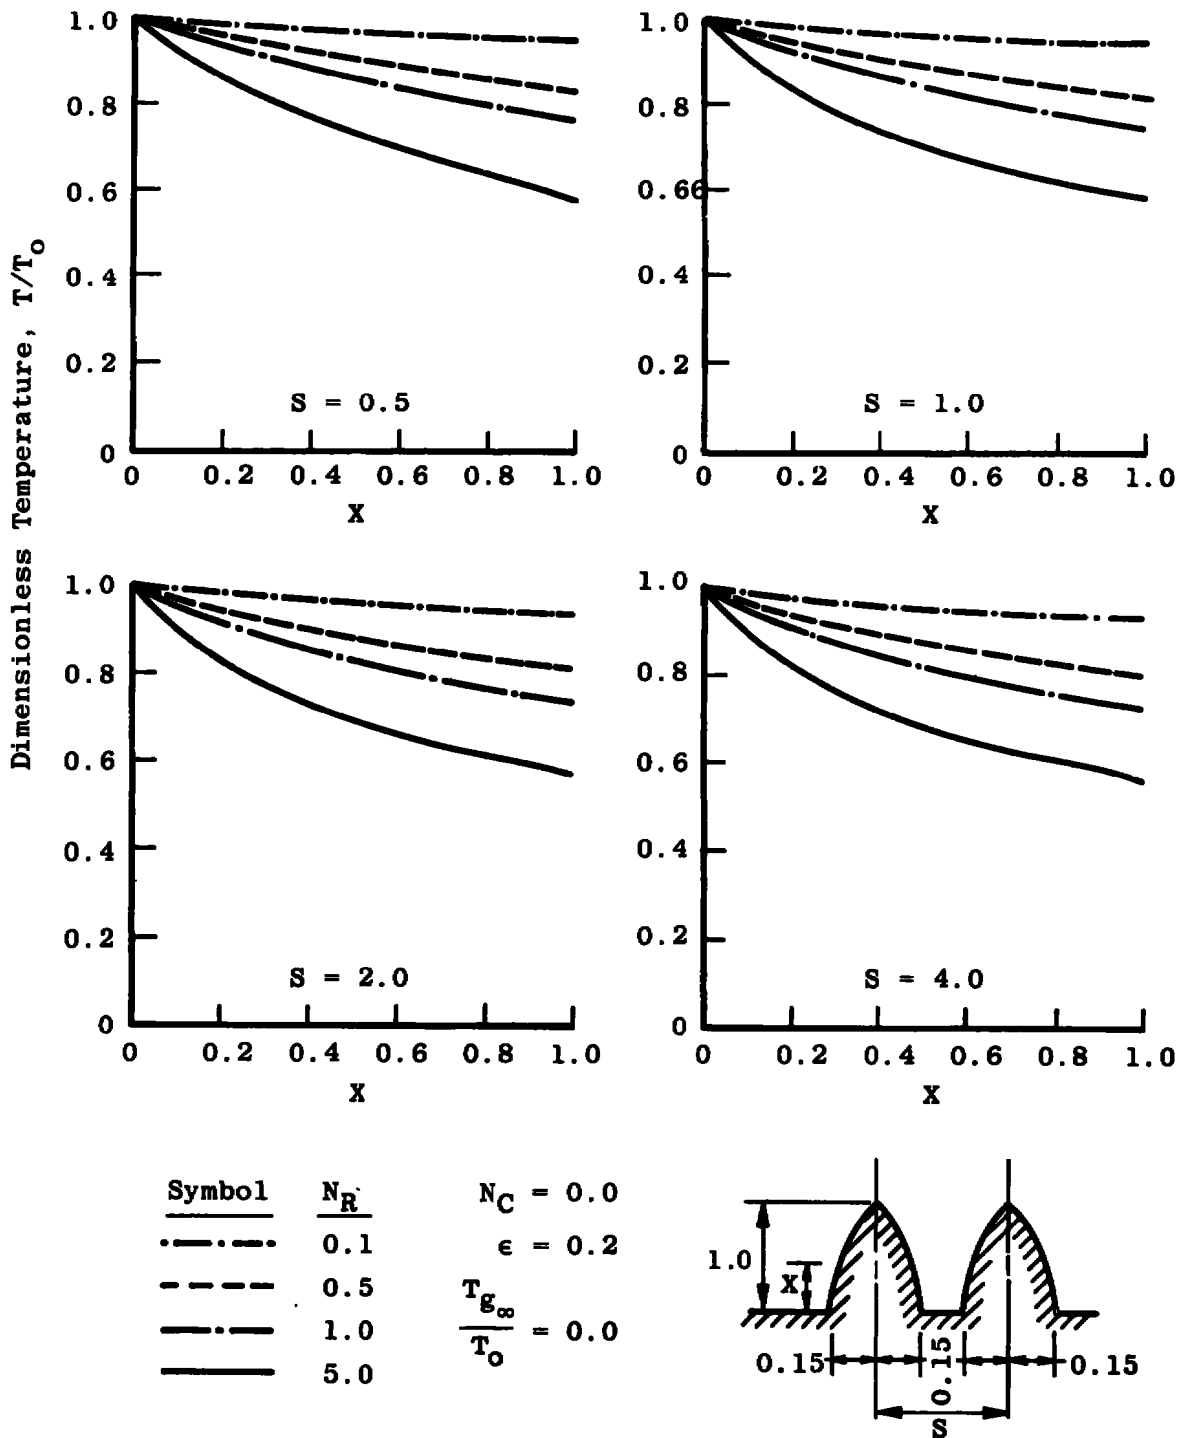 Dimensionless Temperature, T/To
1.0
0.8
0.6
0.4
0.2
0
S = 0.5
0 0.2 0.4 0.6 0.8 1.0
X
1.0
0.8
0.66
0.4
0.2
0
S = 1.0
0 0.2 0.4 0.6 0.8 1.0
X
1.0
0.8
0.6
0.4
0.2
0
S = 2.0
0 0.2 0.4 0.6 0.8 1.0
X
1.0
0.8
0.6
0.4
0.2
0
S = 4.0
0 0.2 0.4 0.6 0.8 1.0
X
Symbol NR
0.1
0.5
1.0
5.0
NC = 0.0
ϵ = 0.2
Tg∞
To = 0.0
1.0
X
0.15 0.15 0.15
S